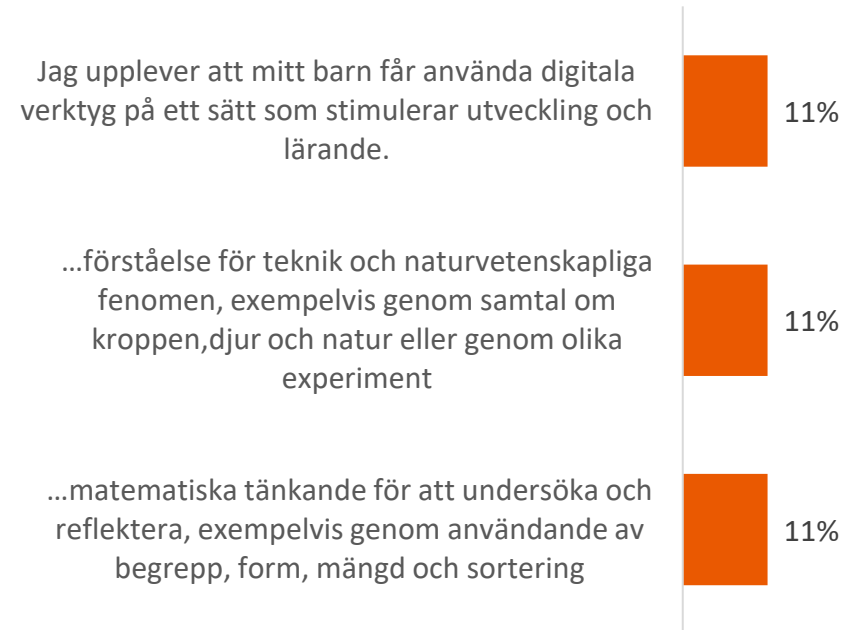 Jag upplever att mitt barn får använda digitala
verktyg på ett sätt som stimulerar utveckling och
lärande.
11%
...förståelse för teknik och naturvetenskapliga
fenomen, exempelvis genom samtal om
kroppen,djur och natur eller genom olika
experiment
11%
...matematiska tänkande för att undersöka och
reflektera, exempelvis genom användande av
begrepp, form, mängd och sortering
11%